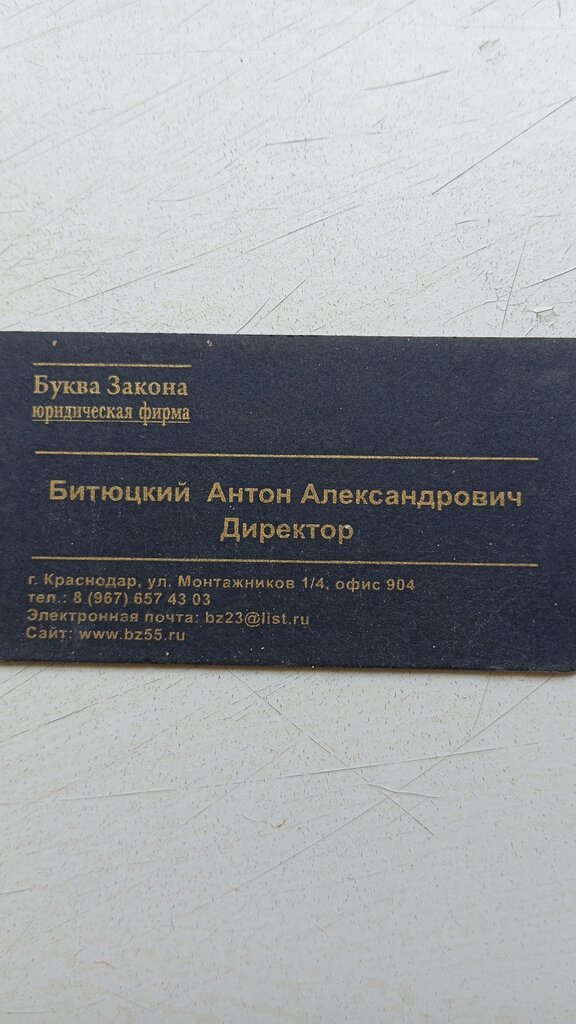 Буква Закона
юридическая фирма
Битюцкий Антон Александрович
Директор
г. Краснодар, ул. Монтажников 1/4, офис 904
тел.: 8 (967) 657 43 03
Электронная почта: bz23@list.ru
Сайт: www.bz55.ru